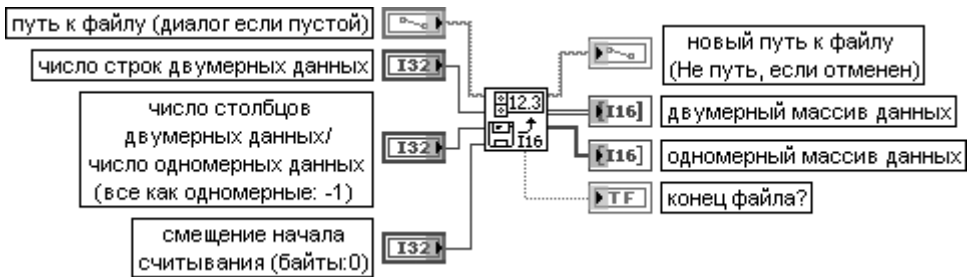 путь к файлу (диалог если пустой)
число строк двумерных данных
I32
число столбцов
двумерных данных/
число одномерных данных
(все как одномерные: -1)
I32
смещение начала
считывания (байты:0)
I32
12.3
I16
новый путь к файлу
(Не путь, если отменен)
[I16]
двумерный массив данных
[I16]
одномерный массив данных
TF
конец файла?